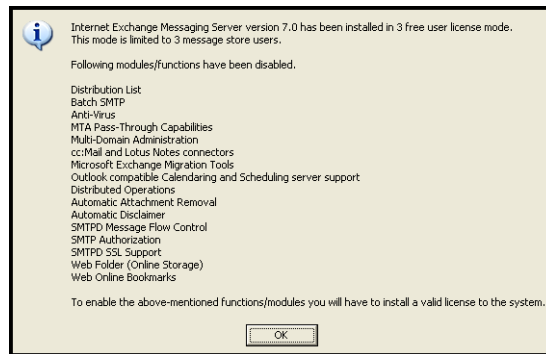 Internet Exchange Messaging Server version 7.0 has been installed in 3 free user license mode.
This mode is limited to 3 message store users.
Following modules/functions have been disabled.
Distribution List
Batch SMTP
Anti-Virus
MTA Pass-Through Capabilities
Multi-Domain Administration
cc:Mail and Lotus Notes connectors
Microsoft Exchange Migration Tools
Outlook compatible Calendaring and Scheduling server support
Distributed Operations
Automatic Attachment Removal
Automatic Disclaimer
SMTPD Message Flow Control
SMTP Authorization
SMTPD SSL Support
Web Folder (Online Storage)
Web Online Bookmarks
To enable the above-mentioned functions/modules you will have to install a valid license to the system.
OK